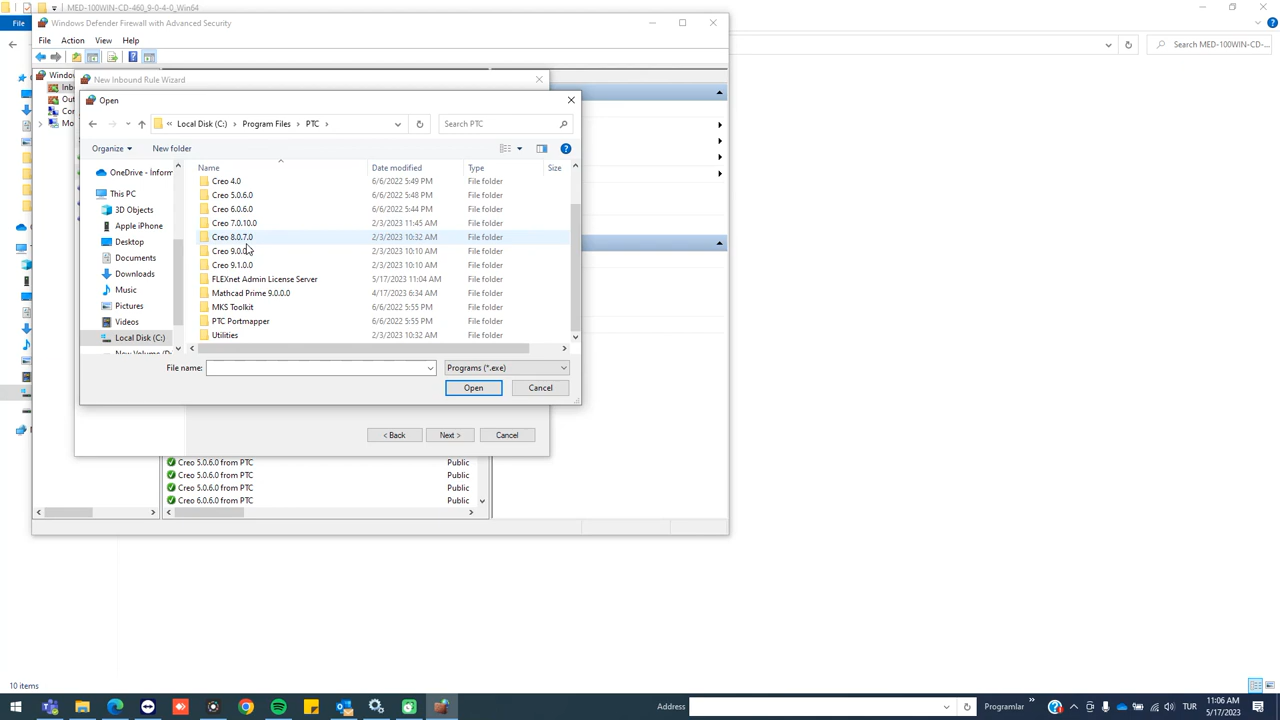 MED-100WIN-CD-460_9-0-4-0_Win64
File
Windows Defender Firewall with Advanced Security
File Action View Help
Search MED-100WIN-CD-...
New Inbound Rule Wizard
Open
« Local Disk (C:) › Program Files › PTC ›
Search PTC
Organize
New folder
Name Date modified Type Size
OneDrive - Inform
This PC
3D Objects
Apple iPhone
Desktop
Documents
Downloads
Music
Pictures
Videos
Local Disk (C:)
Creo 4.0 6/6/2022 5:49 PM File folder
Creo 5.0.6.0 6/6/2022 5:48 PM File folder
Creo 6.0.6.0 6/6/2022 5:44 PM File folder
Creo 7.0.10.0 2/3/2023 11:45 AM File folder
Creo 8.0.7.0 2/3/2023 10:32 AM File folder
Creo 9.0.0 2/3/2023 10:10 AM File folder
Creo 9.1.0.0 2/3/2023 10:10 AM File folder
FLEXnet Admin License Server 5/17/2023 11:04 AM File folder
Mathcad Prime 9.0.0.0 4/17/2023 6:34 AM File folder
MKS Toolkit 6/6/2022 5:55 PM File folder
PTC Portmapper 6/6/2022 5:55 PM File folder
Utilities 2/3/2023 10:32 AM File folder
File name:
Programs (*.exe)
Open
Cancel
< Back
Next >
Cancel
Creo 5.0.6.0 from PTC Public
Creo 5.0.6.0 from PTC Public
Creo 5.0.6.0 from PTC Public
Creo 6.0.6.0 from PTC Public
10 items
Address
Programlar
TUR
11:06 AM
5/17/2023